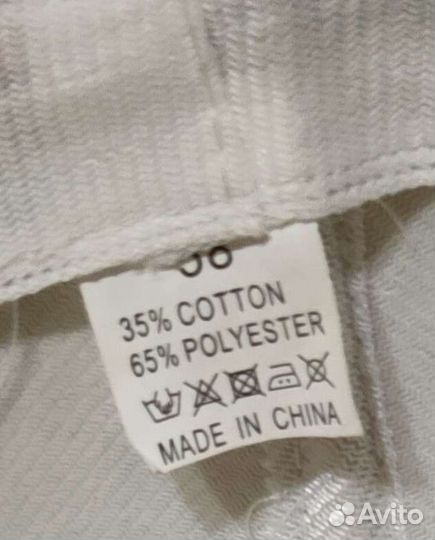 35% COTTON
65% POLYESTER
MADE IN CHINA
Avito